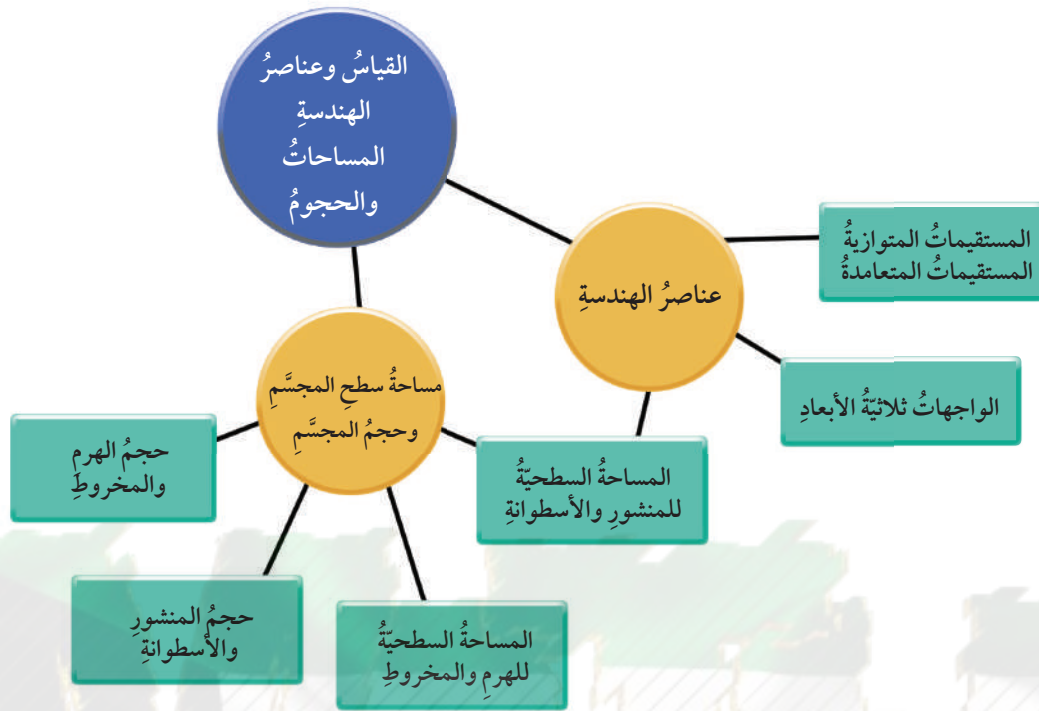 القياسُ وعناصرُ
الهندسةِ
المساحاتُ
والحجومُ
عناصرُ الهندسةِ
المستقيماتُ المتوازيةُ
المستقيماتُ المتعامدةُ
الواجهاتُ ثلاثيّةُ الأبعادِ
مساحةُ سطحِ المجسَّمِ
وحجمُ المجسَّمِ
المساحةُ السطحيّةُ
للمنشورِ والأسطوانةِ
حجمُ الهرمِ
والمخروطِ
حجمُ المنشورِ
والأسطوانةِ
المساحةُ السطحيّةُ
للهرمِ والمخروطِ